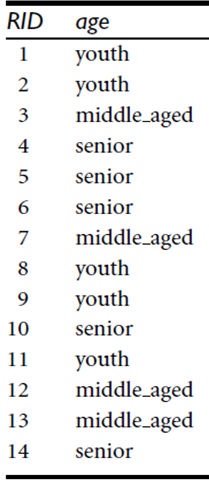 RID age
1 youth
2 youth
3 middle_aged
4 senior
5 senior
6 senior
7 middle_aged
8 youth
9 youth
10 senior
11 youth
12 middle_aged
13 middle_aged
14 senior